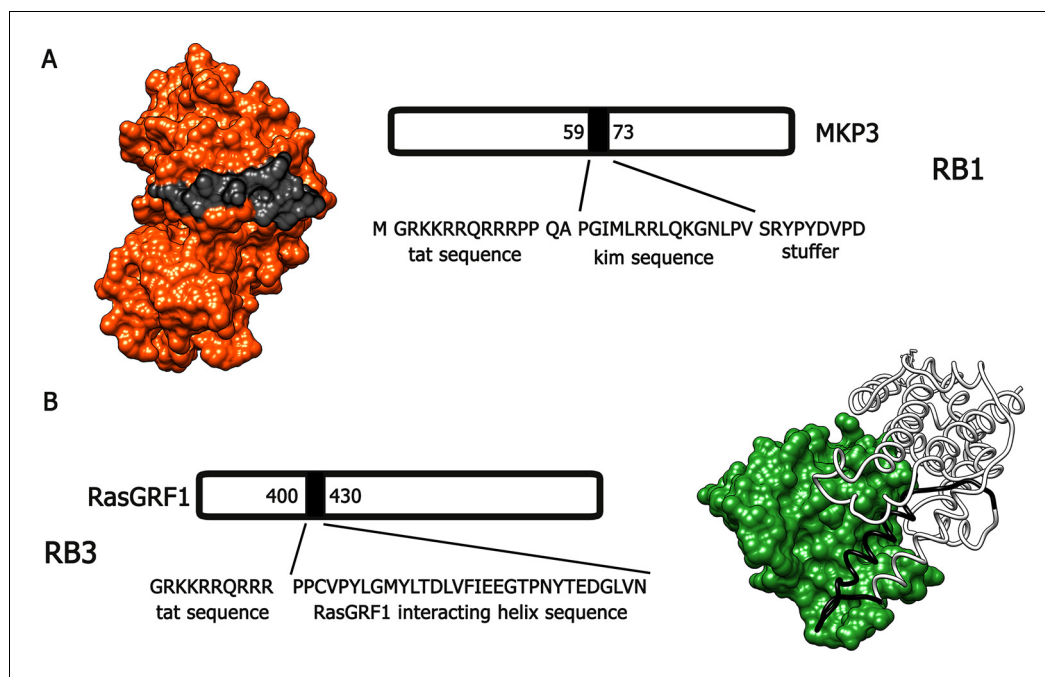 A
59 73
MKP3
RB1
M GRKKRRQRRRPP QA PGIMLRRLQKGNLPV SRYPYDVPD
tat sequence
kim sequence
stuffer
B
RasGRF1
400 430
RB3
GRKKRRQRRR PPCVPYLGMYLTDLVFIEEGTPNYTEDGLVN
tat sequence
RasGRF1 interacting helix sequence